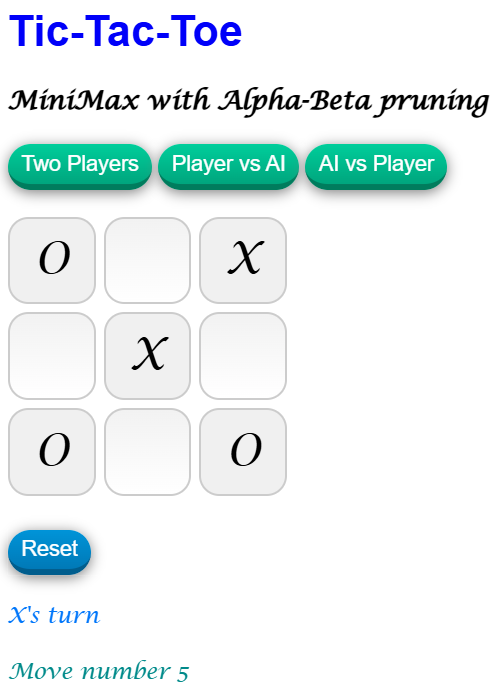 Tic-Tac-Toe
MiniMax with Alpha-Beta pruning
Two Players Player vs AI AI vs Player
O X
X
O O
Reset
X's turn
Move number 5